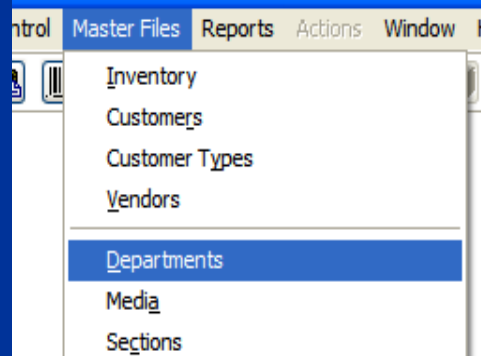 ntrol Master Files Reports Actions Window
Inventory
Customers
Customer Types
Vendors
Departments
Media
Sections